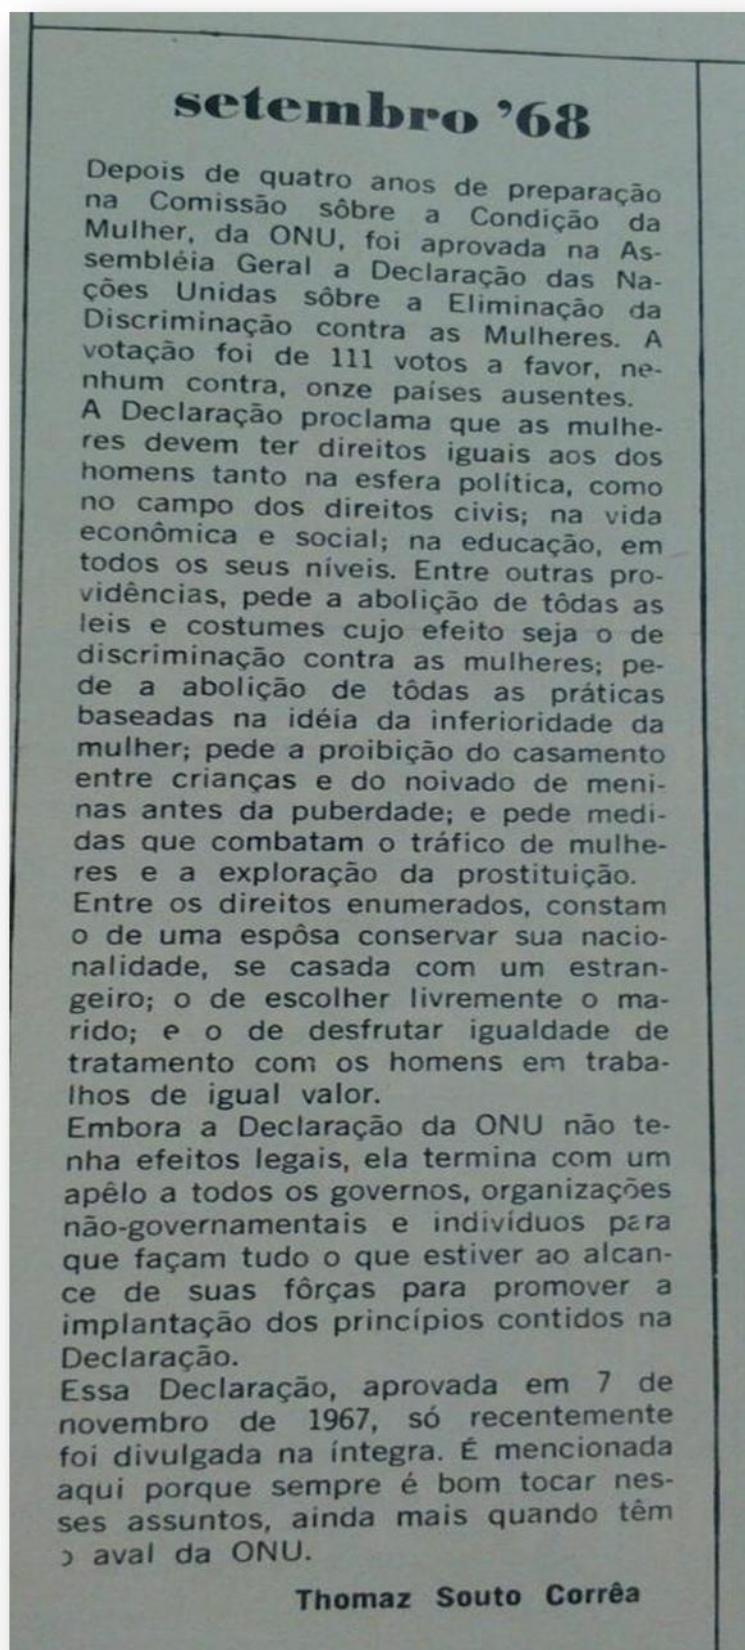 setembro '68
Depois de quatro anos de preparação
na Comissão sôbre a Condição da
Mulher, da ONU, foi aprovada na As-
sembléia Geral a Declaração das Na-
ções Unidas sôbre a Eliminação da
Discriminação contra as Mulheres. A
votação foi de 111 votos a favor, ne-
nhum contra, onze países ausentes.
A Declaração proclama que as mulhe-
res devem ter direitos iguais aos dos
homens tanto na esfera política, como
no campo dos direitos civis; na vida
econômica e social; na educação, em
todos os seus níveis. Entre outras pro-
vidências, pede a abolição de tôdas as
leis e costumes cujo efeito seja o de
discriminação contra as mulheres; pe-
de a abolição de tôdas as práticas
baseadas na idéia da inferioridade da
mulher; pede a proibição do casamento
entre crianças e do noivado de meni-
nas antes da puberdade; e pede medi-
das que combatam o tráfico de mulhe-
res e a exploração da prostituição.
Entre os direitos enumerados, constam
o de uma espôsa conservar sua nacio-
nalidade, se casada com um estran-
geiro; o de escolher livremente o ma-
rido; e o de desfrutar igualdade de
tratamento com os homens em traba-
lhos de igual valor.
Embora a Declaração da ONU não te-
nha efeitos legais, ela termina com um
apêlo a todos os governos, organizações
não-governamentais e indivíduos para
que façam tudo o que estiver ao alcan-
ce de suas fôrças para promover a
implantação dos princípios contidos na
Declaração.
Essa Declaração, aprovada em 7 de
novembro de 1967, só recentemente
foi divulgada na íntegra. É mencionada
aqui porque sempre é bom tocar nes-
ses assuntos, ainda mais quando têm
o aval da ONU.
Thomaz Souto Corrêa